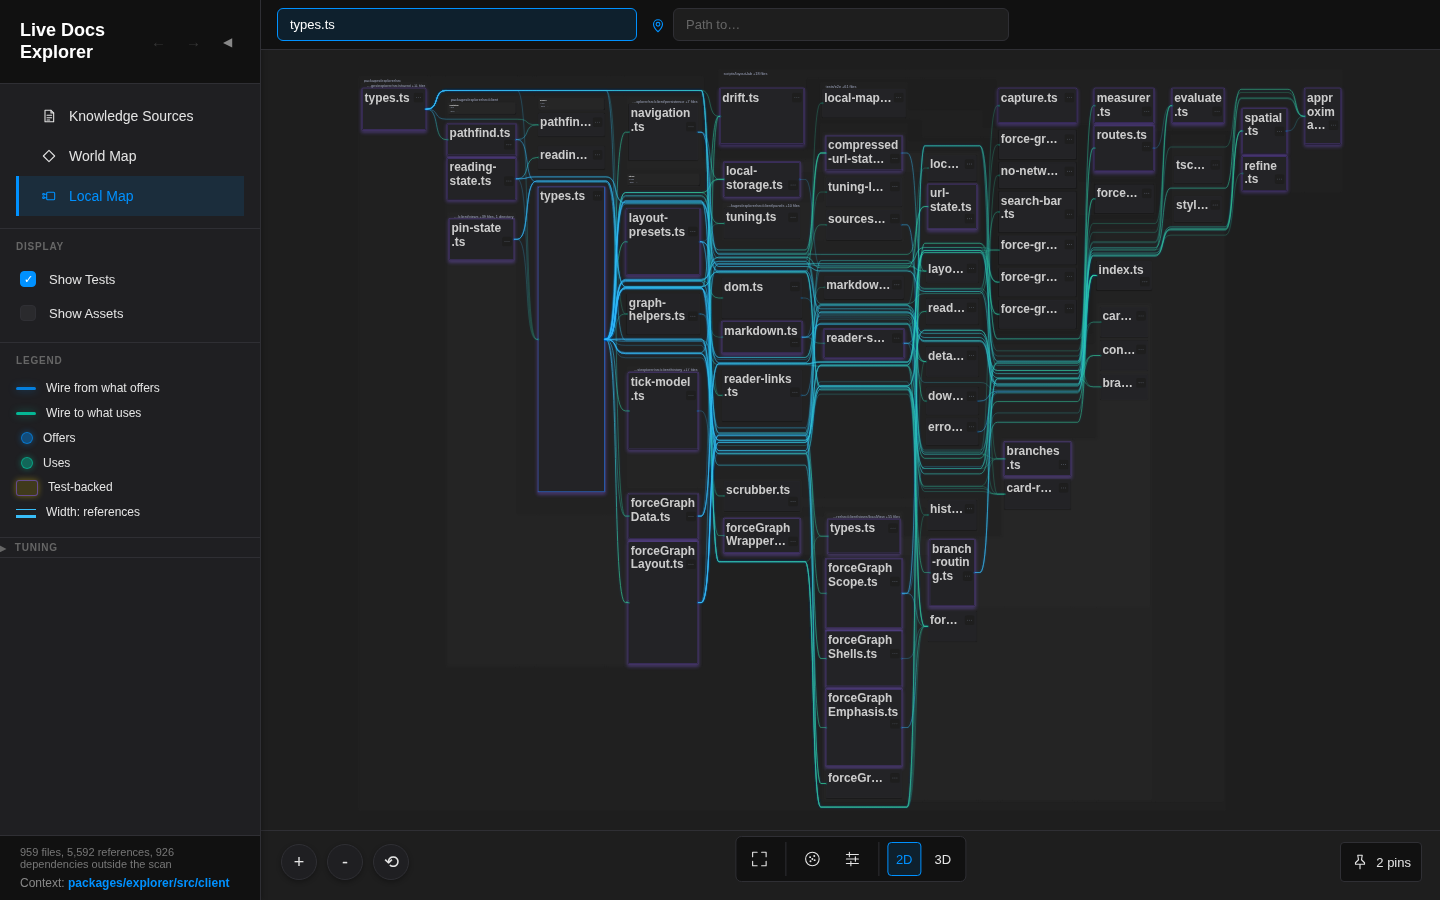 Live Docs
Explorer
← → ◀
types.ts
Path to…
Knowledge Sources
World Map
Local Map
DISPLAY
Show Tests
Show Assets
LEGEND
Wire from what offers
Wire to what uses
Offers
Uses
Test-backed
Width: references
TUNING
959 files, 5,592 references, 926
dependencies outside the scan
Context: packages/explorer/src/client
types.ts
pathfind.ts
reading-
state.ts
pin-state
.ts
pathfin…
readin…
types.ts
navigation
.ts
layout-
presets.ts
graph-
helpers.ts
tick-model
.ts
forceGraph
Data.ts
forceGraph
Layout.ts
drift.ts
local-
storage.ts
tuning.ts
dom.ts
markdown.ts
reader-links
.ts
scrubber.ts
forceGraph
Wrapper…
local-map…
compressed
-url-stat…
tuning-l…
sources…
markdow…
reader-s…
types.ts
forceGraph
Scope.ts
forceGraph
Shells.ts
forceGraph
Emphasis.ts
forceGr…
loc…
url-
state.ts
layo…
read…
deta…
dow…
erro…
hist…
branch
-routin
g.ts
for…
capture.ts
force-gr…
no-netw…
search-bar
.ts
force-gr…
force-gr…
force-gr…
branches
.ts
card-r…
measurer
.ts
routes.ts
force…
index.ts
car…
con…
bra…
evaluate
.ts
tsc…
styl…
spatial
.ts
refine
.ts
appr
oxim
a…
+ - ⟲
2D 3D
2 pins